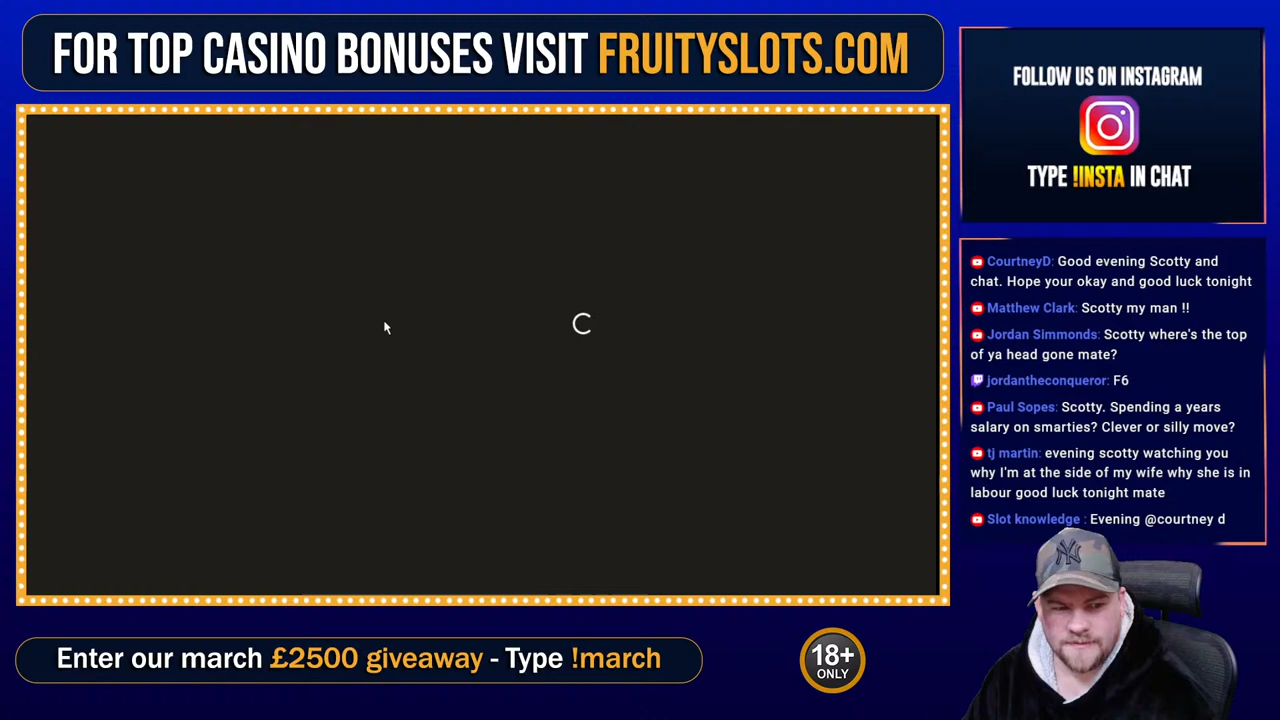 FOR TOP CASINO BONUSES VISIT FRUITYSLOTS.COM
FOLLOW US ON INSTAGRAM
TYPE !INSTA IN CHAT
CourtneyD: Good evening Scotty and
chat. Hope your okay and good luck tonight
Matthew Clark: Scotty my man !!
Jordan Simmonds: Scotty where's the top
of ya head gone mate?
jordantheconqueror: F6
Paul Sopes: Scotty. Spending a years
salary on smarties? Clever or silly move?
tj martin: evening scotty watching you
why I'm at the side of my wife why she is in
labour good luck tonight mate
Slot knowledge : Evening @courtney d
NY
Enter our march £2500 giveaway - Type !march
18+
ONLY